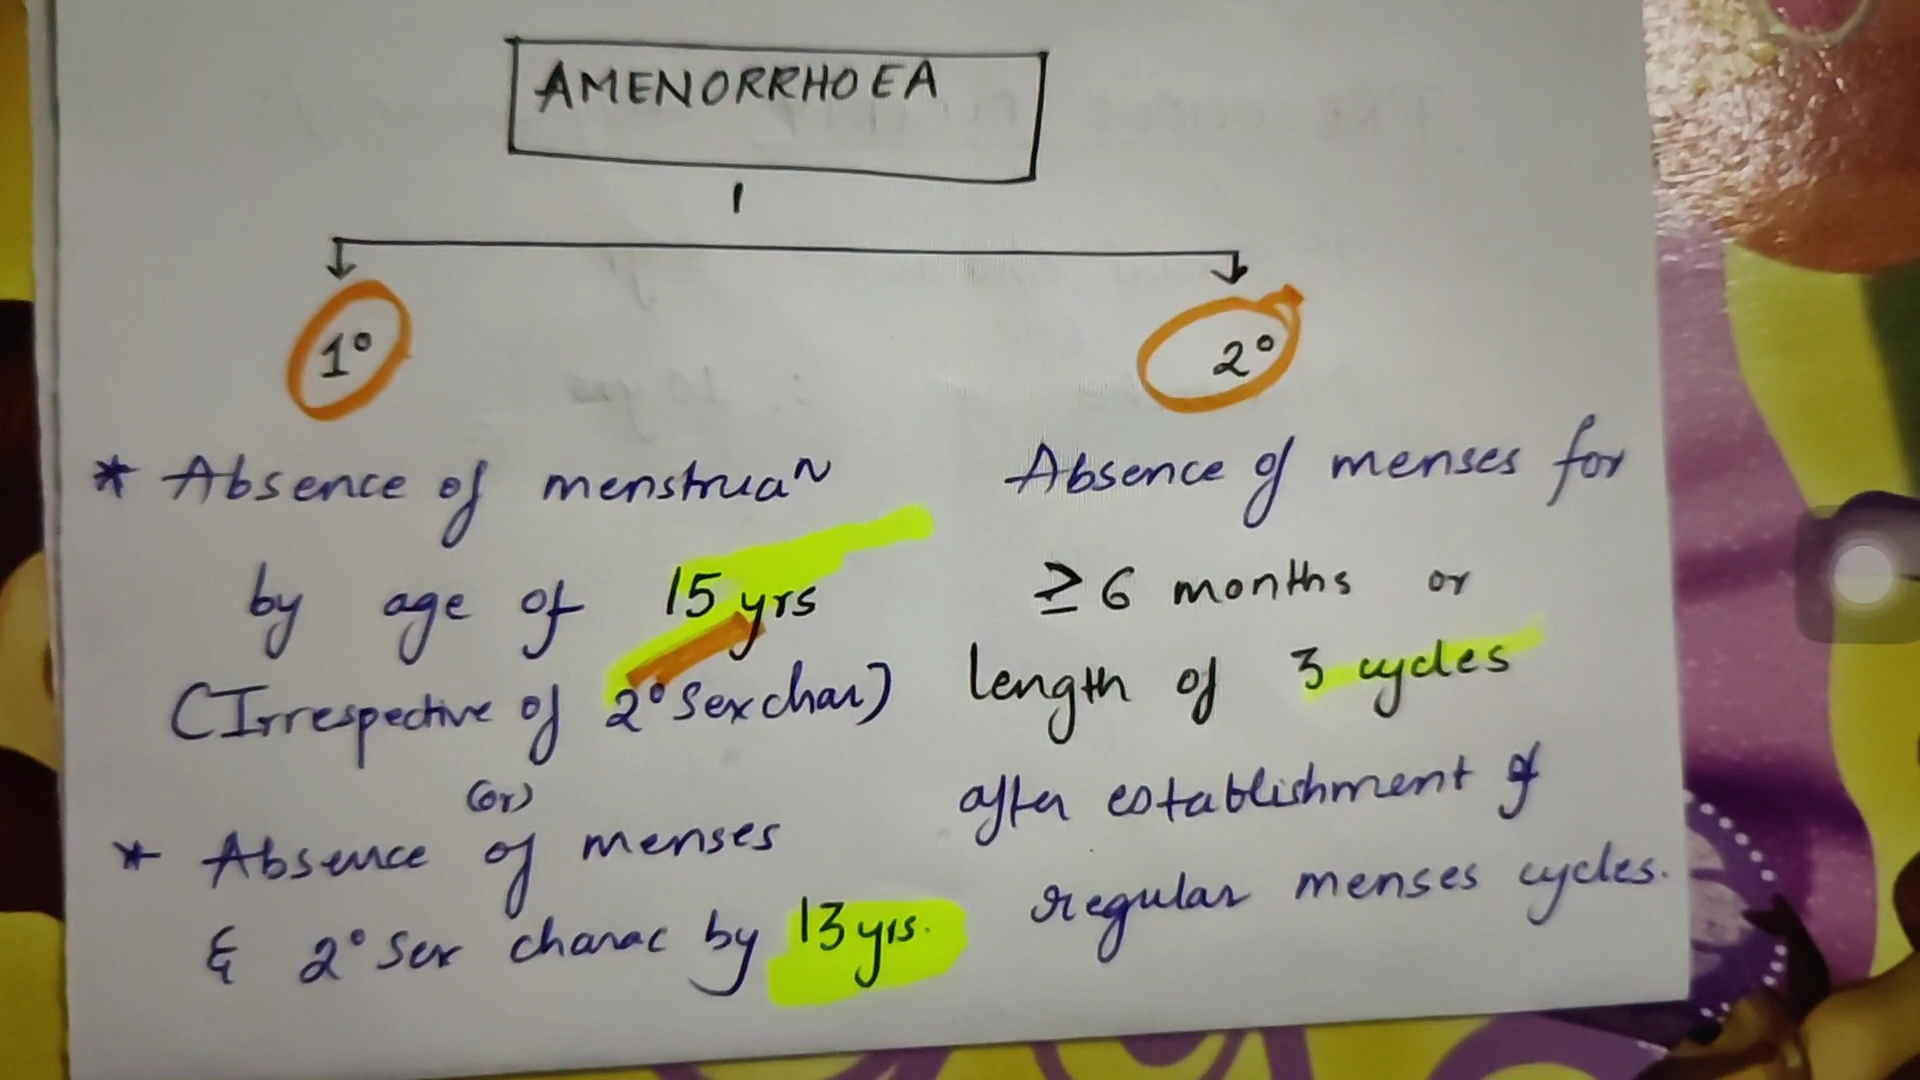 AMENORRHOEA
1°
2°
* Absence of menstruaN
by age of 15 yrs
(Irrespective of 2° Sex char)
(or)
* Absence of menses
& 2° Sex charac by 13 yrs.
Absence of menses for
≥ 6 months or
length of 3 cycles
after establishment of
regular menses cycles.